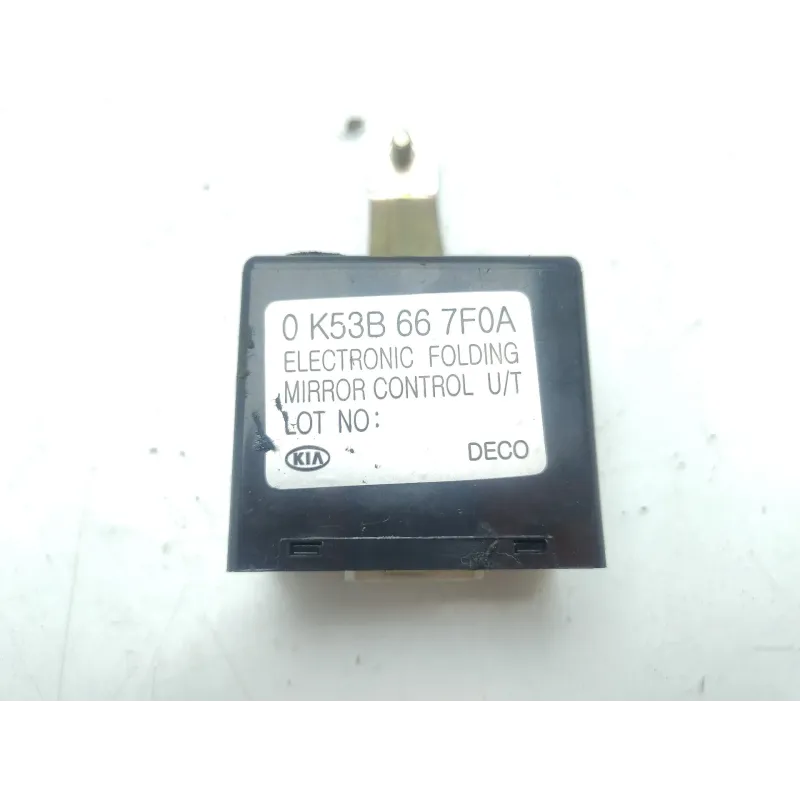 0 K53B 66 7F0A
ELECTRONIC FOLDING
MIRROR CONTROL U/T
LOT NO:
KIA DECO